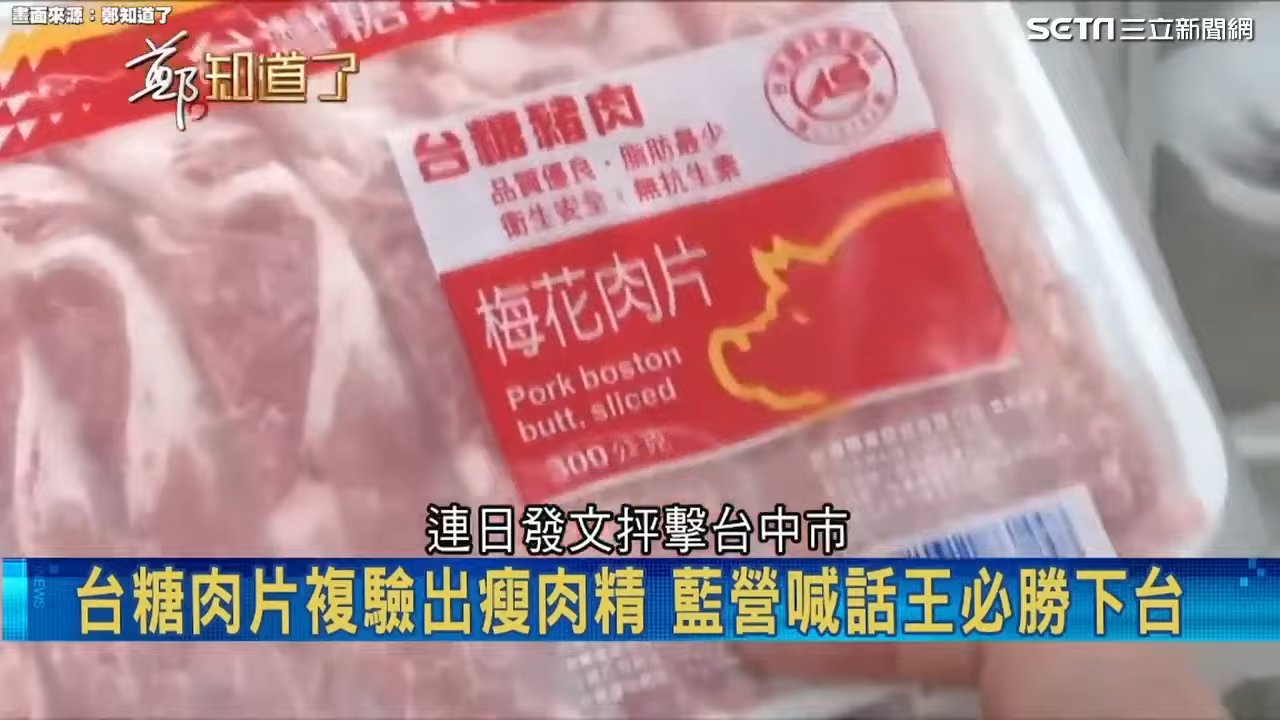 畫面來源：鄭知道了
SETN三立新聞網
鄭知道了
台糖豬肉
品質優良．脂肪最少
衛生安全．無抗生素
梅花肉片
Pork boston
butt, sliced
300公克
連日發文抨擊台中市
NEWS
台糖肉片複驗出瘦肉精 藍營喊話王必勝下台